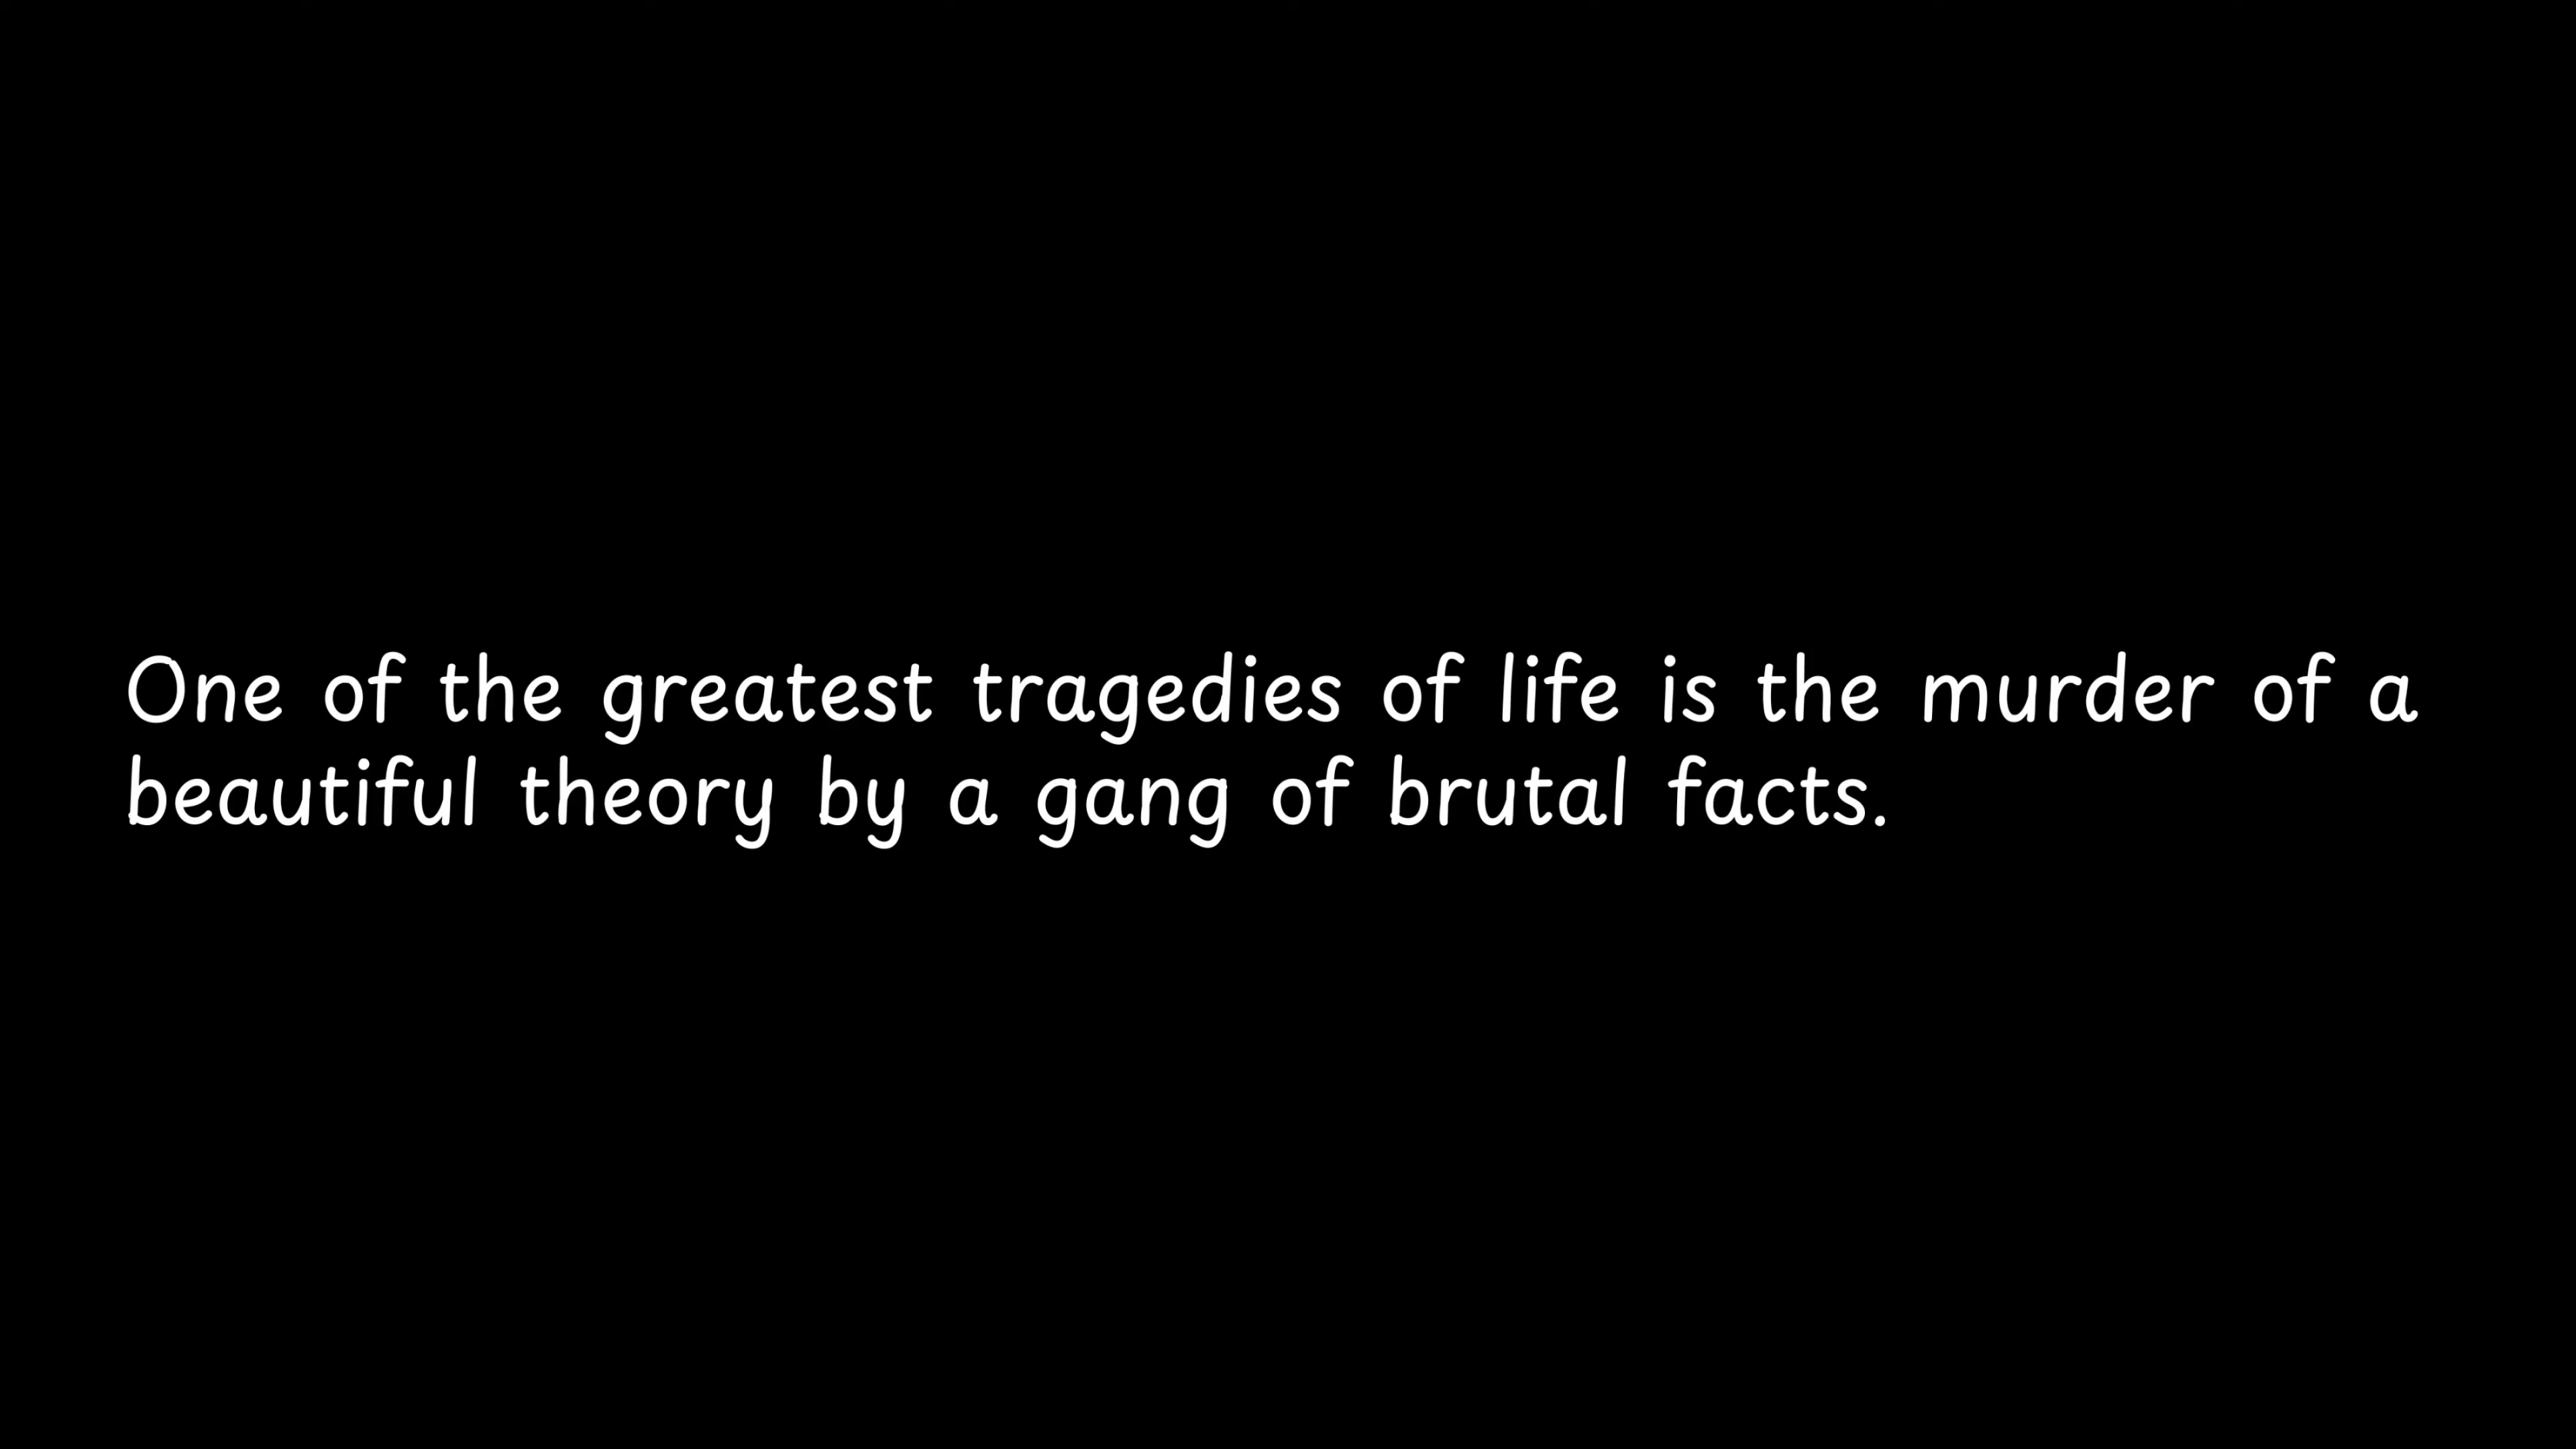 One of the greatest tragedies of life is the murder of a
beautiful theory by a gang of brutal facts.